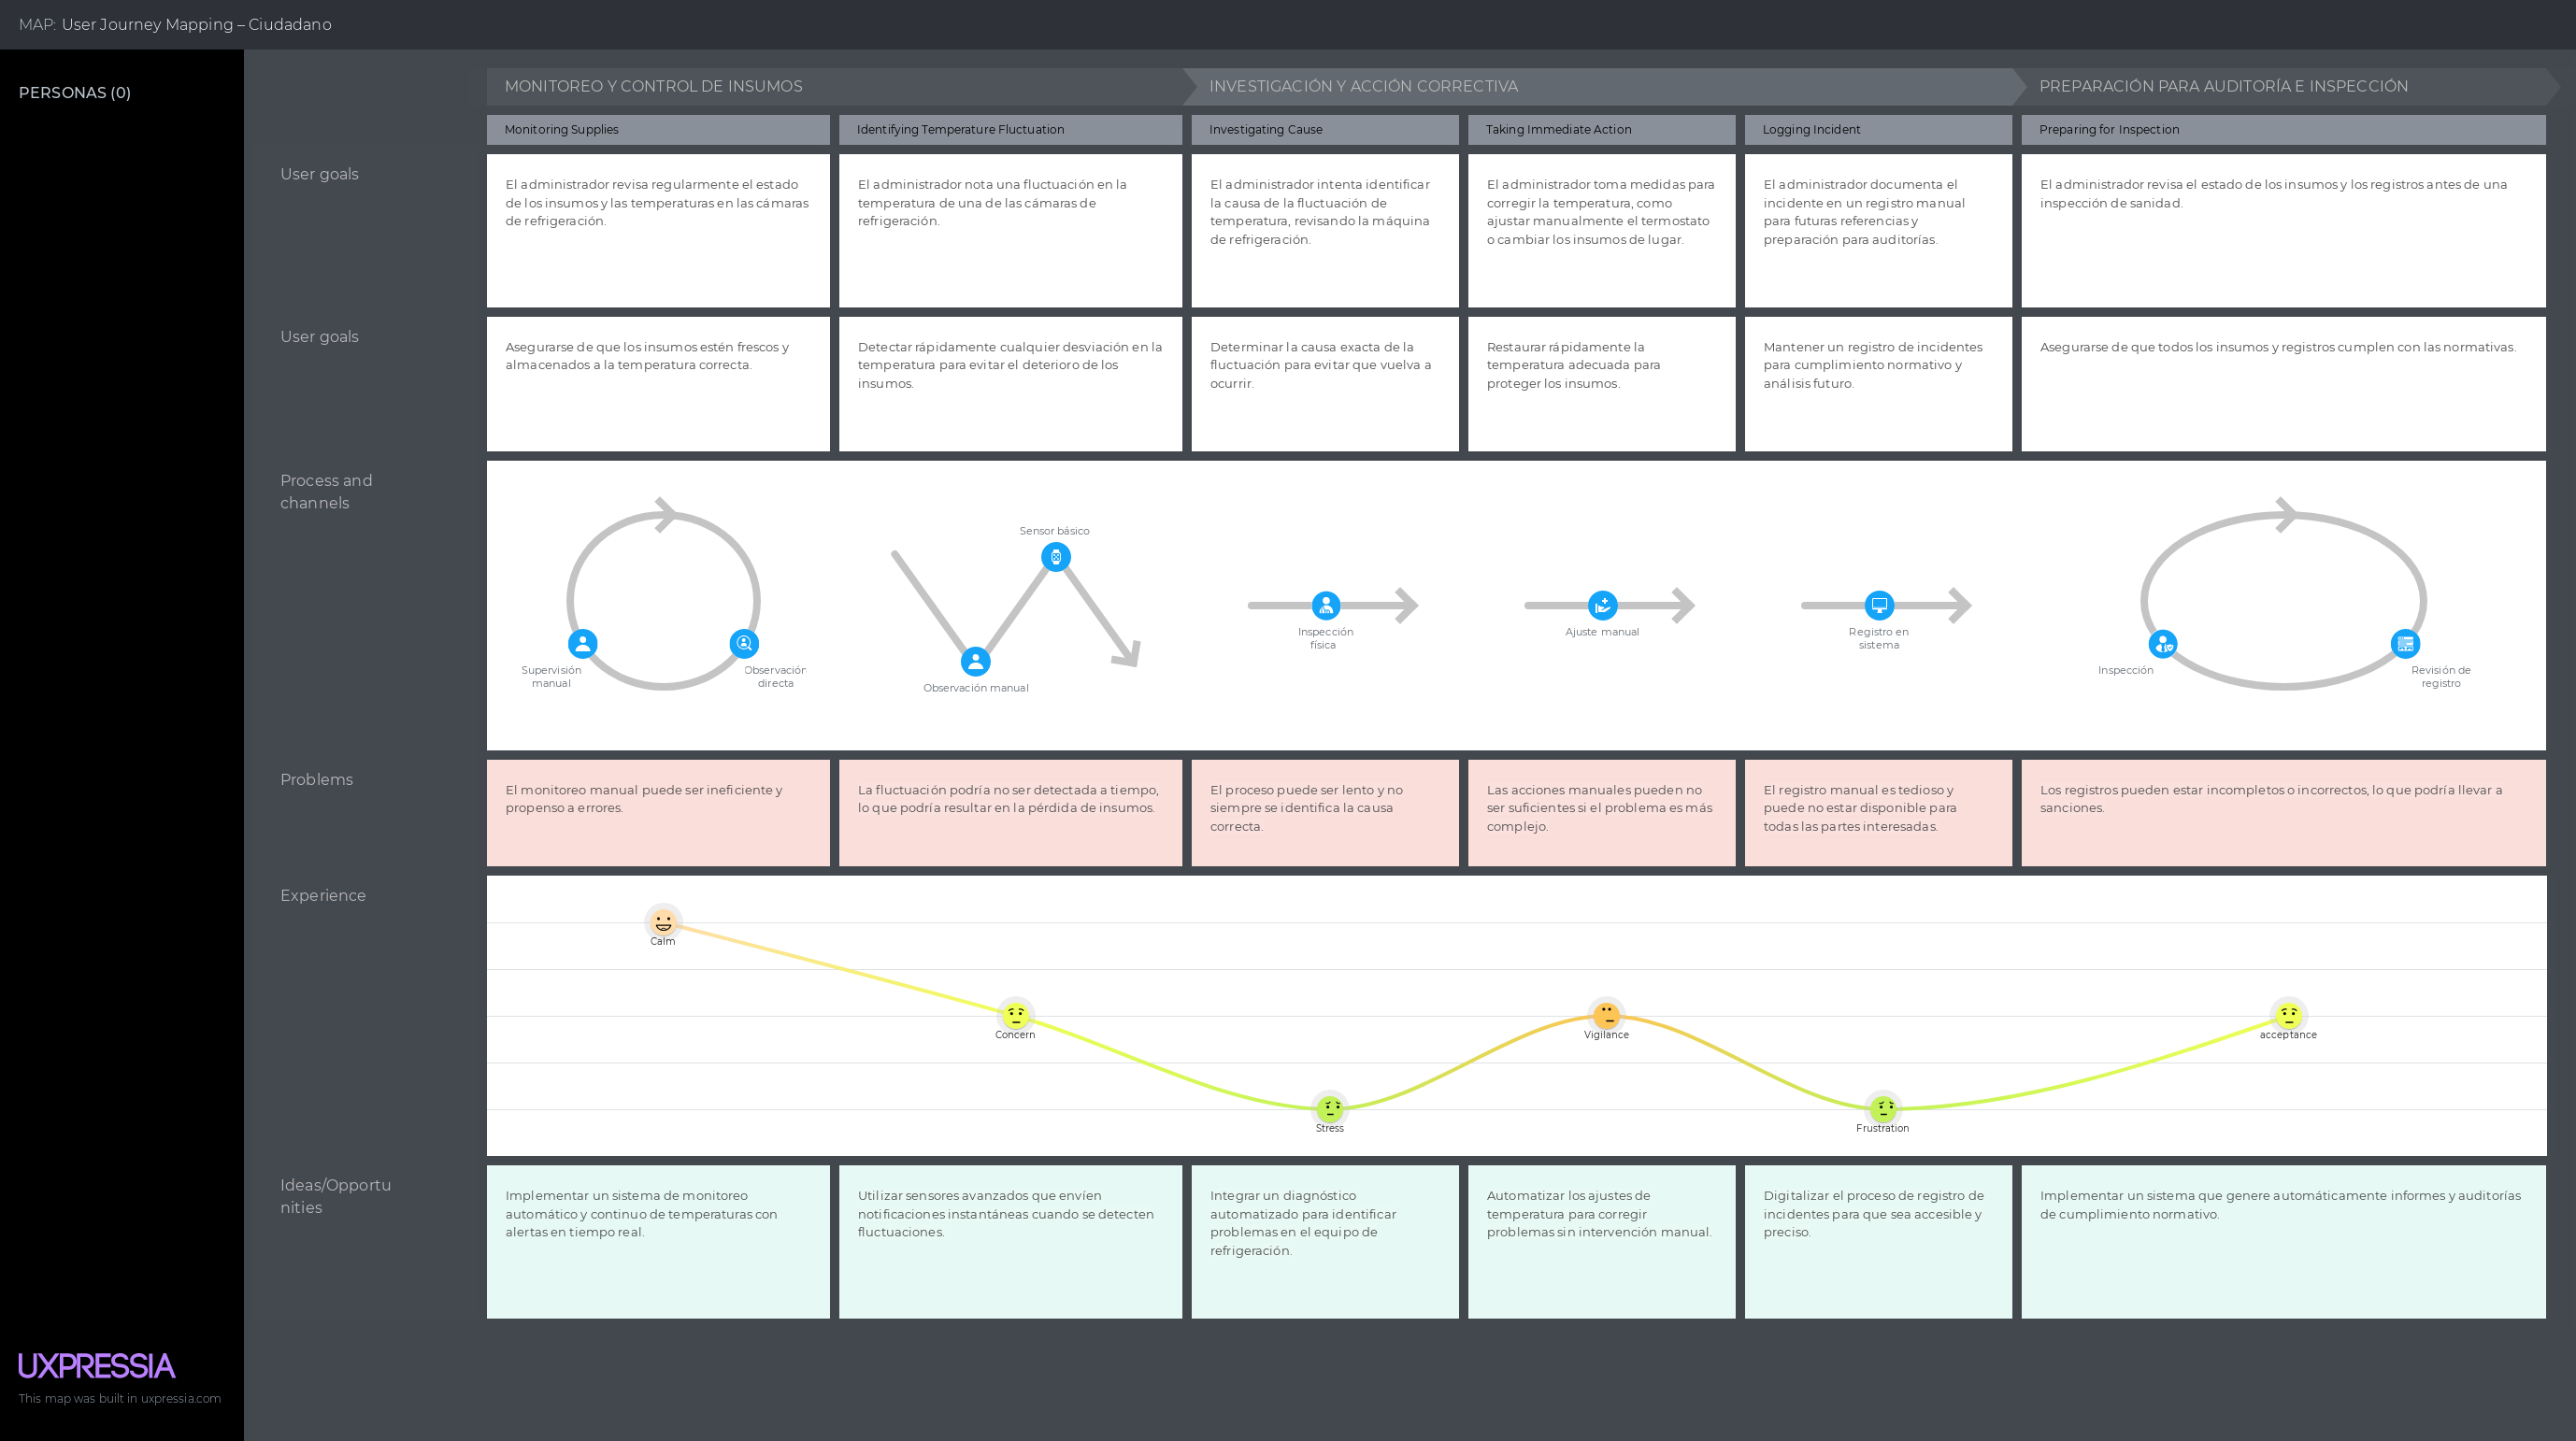 MAP: User Journey Mapping – Ciudadano
PERSONAS (0)
MONITOREO Y CONTROL DE INSUMOS
INVESTIGACIÓN Y ACCIÓN CORRECTIVA
PREPARACIÓN PARA AUDITORÍA E INSPECCIÓN
Monitoring Supplies
Identifying Temperature Fluctuation
Investigating Cause
Taking Immediate Action
Logging Incident
Preparing for Inspection
User goals
El administrador revisa regularmente el estado
de los insumos y las temperaturas en las cámaras
de refrigeración.
El administrador nota una fluctuación en la
temperatura de una de las cámaras de
refrigeración.
El administrador intenta identificar
la causa de la fluctuación de
temperatura, revisando la máquina
de refrigeración.
El administrador toma medidas para
corregir la temperatura, como
ajustar manualmente el termostato
o cambiar los insumos de lugar.
El administrador documenta el
incidente en un registro manual
para futuras referencias y
preparación para auditorías.
El administrador revisa el estado de los insumos y los registros antes de una
inspección de sanidad.
User goals
Asegurarse de que los insumos estén frescos y
almacenados a la temperatura correcta.
Detectar rápidamente cualquier desviación en la
temperatura para evitar el deterioro de los
insumos.
Determinar la causa exacta de la
fluctuación para evitar que vuelva a
ocurrir.
Restaurar rápidamente la
temperatura adecuada para
proteger los insumos.
Mantener un registro de incidentes
para cumplimiento normativo y
análisis futuro.
Asegurarse de que todos los insumos y registros cumplen con las normativas.
Process and
channels
Supervisión
manual
Observación
directa
Sensor básico
Observación manual
Inspección
física
Ajuste manual
Registro en
sistema
Inspección
Revisión de
registro
Problems
El monitoreo manual puede ser ineficiente y
propenso a errores.
La fluctuación podría no ser detectada a tiempo,
lo que podría resultar en la pérdida de insumos.
El proceso puede ser lento y no
siempre se identifica la causa
correcta.
Las acciones manuales pueden no
ser suficientes si el problema es más
complejo.
El registro manual es tedioso y
puede no estar disponible para
todas las partes interesadas.
Los registros pueden estar incompletos o incorrectos, lo que podría llevar a
sanciones.
Experience
Calm
Concern
Stress
Vigilance
Frustration
acceptance
Ideas/Opportu
nities
Implementar un sistema de monitoreo
automático y continuo de temperaturas con
alertas en tiempo real.
Utilizar sensores avanzados que envíen
notificaciones instantáneas cuando se detecten
fluctuaciones.
Integrar un diagnóstico
automatizado para identificar
problemas en el equipo de
refrigeración.
Automatizar los ajustes de
temperatura para corregir
problemas sin intervención manual.
Digitalizar el proceso de registro de
incidentes para que sea accesible y
preciso.
Implementar un sistema que genere automáticamente informes y auditorías
de cumplimiento normativo.
UXPRESSIA
This map was built in uxpressia.com